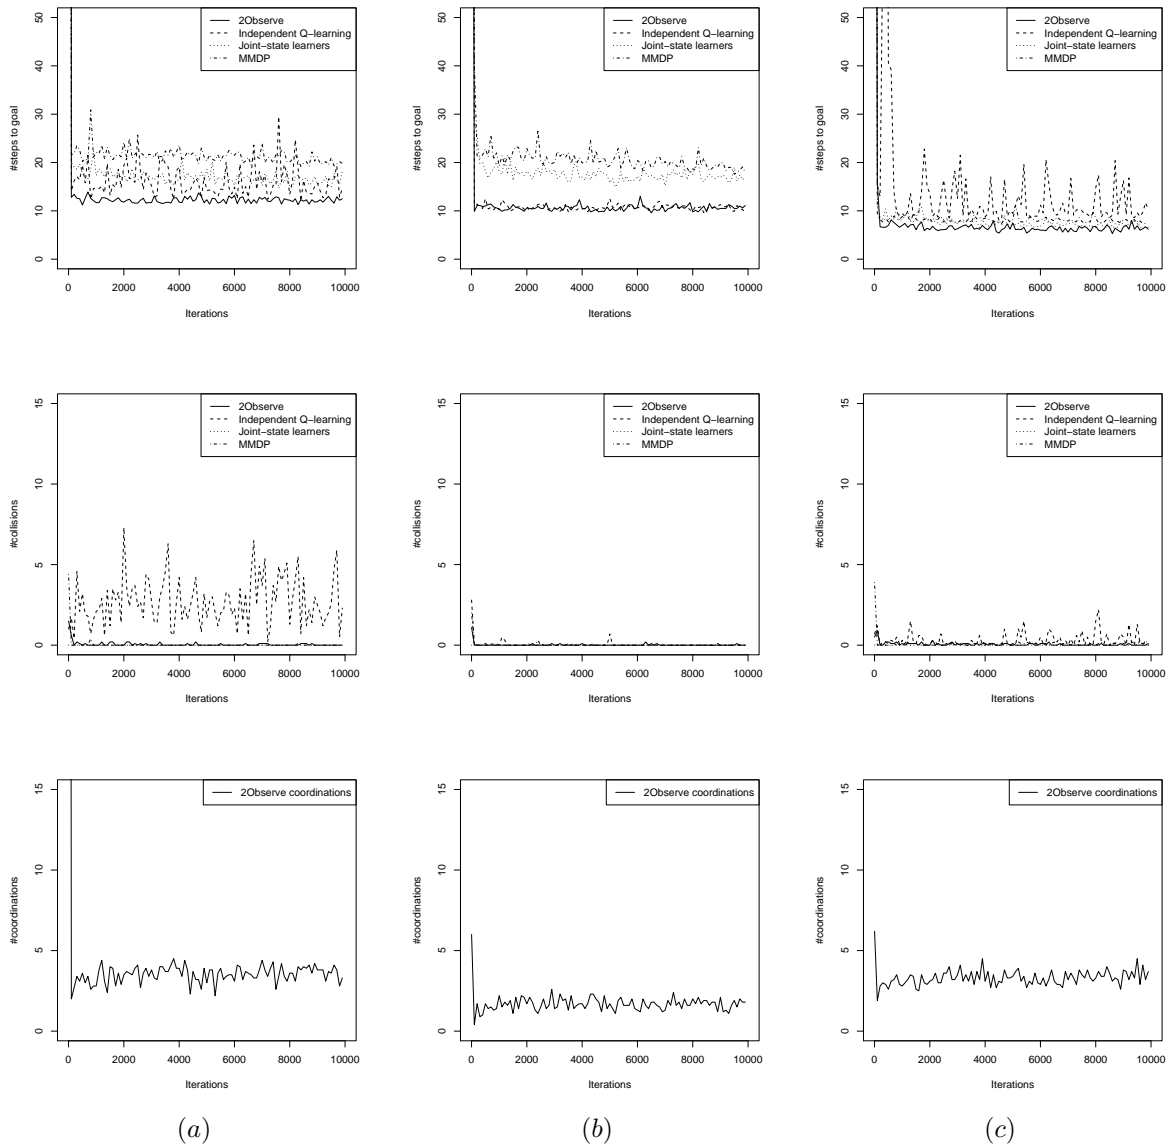 2Observe
Independent Q−learning
Joint−state learners
MMDP
#steps to goal
0
10
20
30
40
50
0 2000 4000 6000 8000 10000
Iterations
2Observe
Independent Q−learning
Joint−state learners
MMDP
#steps to goal
0
10
20
30
40
50
0 2000 4000 6000 8000 10000
Iterations
2Observe
Independent Q−learning
Joint−state learners
MMDP
#steps to goal
0
10
20
30
40
50
0 2000 4000 6000 8000 10000
Iterations
2Observe
Independent Q−learning
Joint−state learners
MMDP
#collisions
0
5
10
15
0 2000 4000 6000 8000 10000
Iterations
2Observe
Independent Q−learning
Joint−state learners
MMDP
#collisions
0
5
10
15
0 2000 4000 6000 8000 10000
Iterations
2Observe
Independent Q−learning
Joint−state learners
MMDP
#collisions
0
5
10
15
0 2000 4000 6000 8000 10000
Iterations
2Observe coordinations
#coordinations
0
5
10
15
0 2000 4000 6000 8000 10000
Iterations
2Observe coordinations
#coordinations
0
5
10
15
0 2000 4000 6000 8000 10000
Iterations
2Observe coordinations
#coordinations
0
5
10
15
0 2000 4000 6000 8000 10000
Iterations
(a)
(b)
(c)